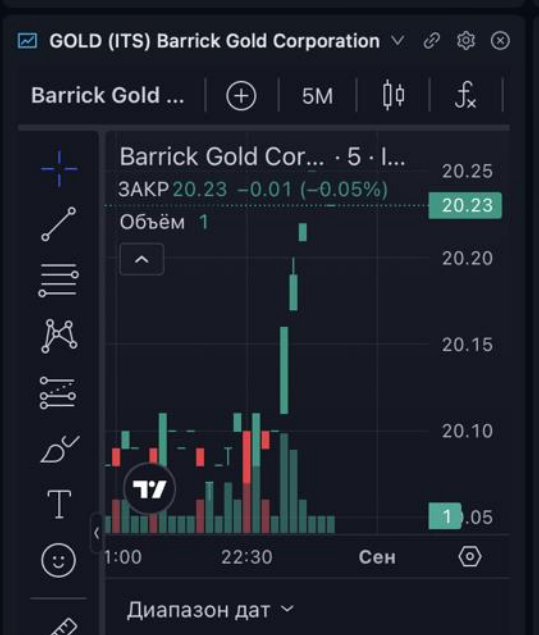 GOLD (ITS) Barrick Gold Corporation
Barrick Gold ... 5М
Barrick Gold Cor... · 5 · I...
ЗАКР 20.23 −0.01 (−0.05%)
Объём 1
20.25
20.23
20.20
20.15
20.10
1 .05
1:00 22:30 Сен
Диапазон дат